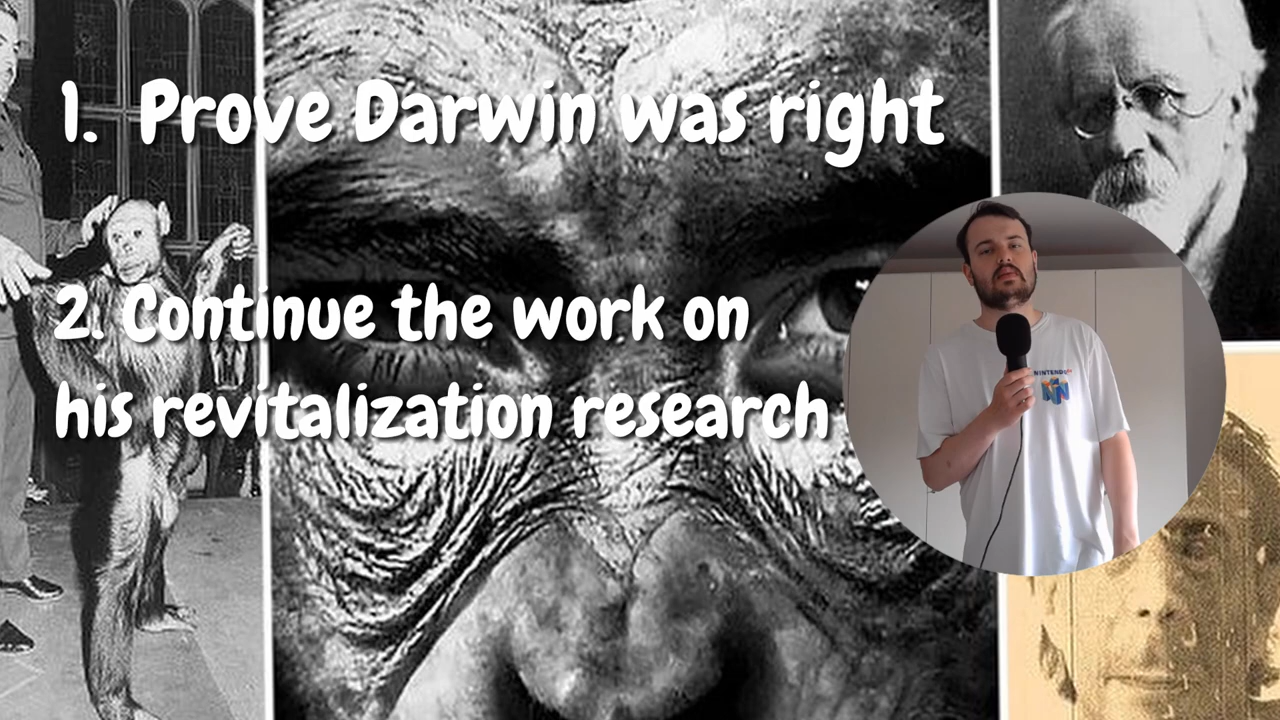 1. Prove Darwin was right
2. Continue the work on
his revitalization research
NINTENDO